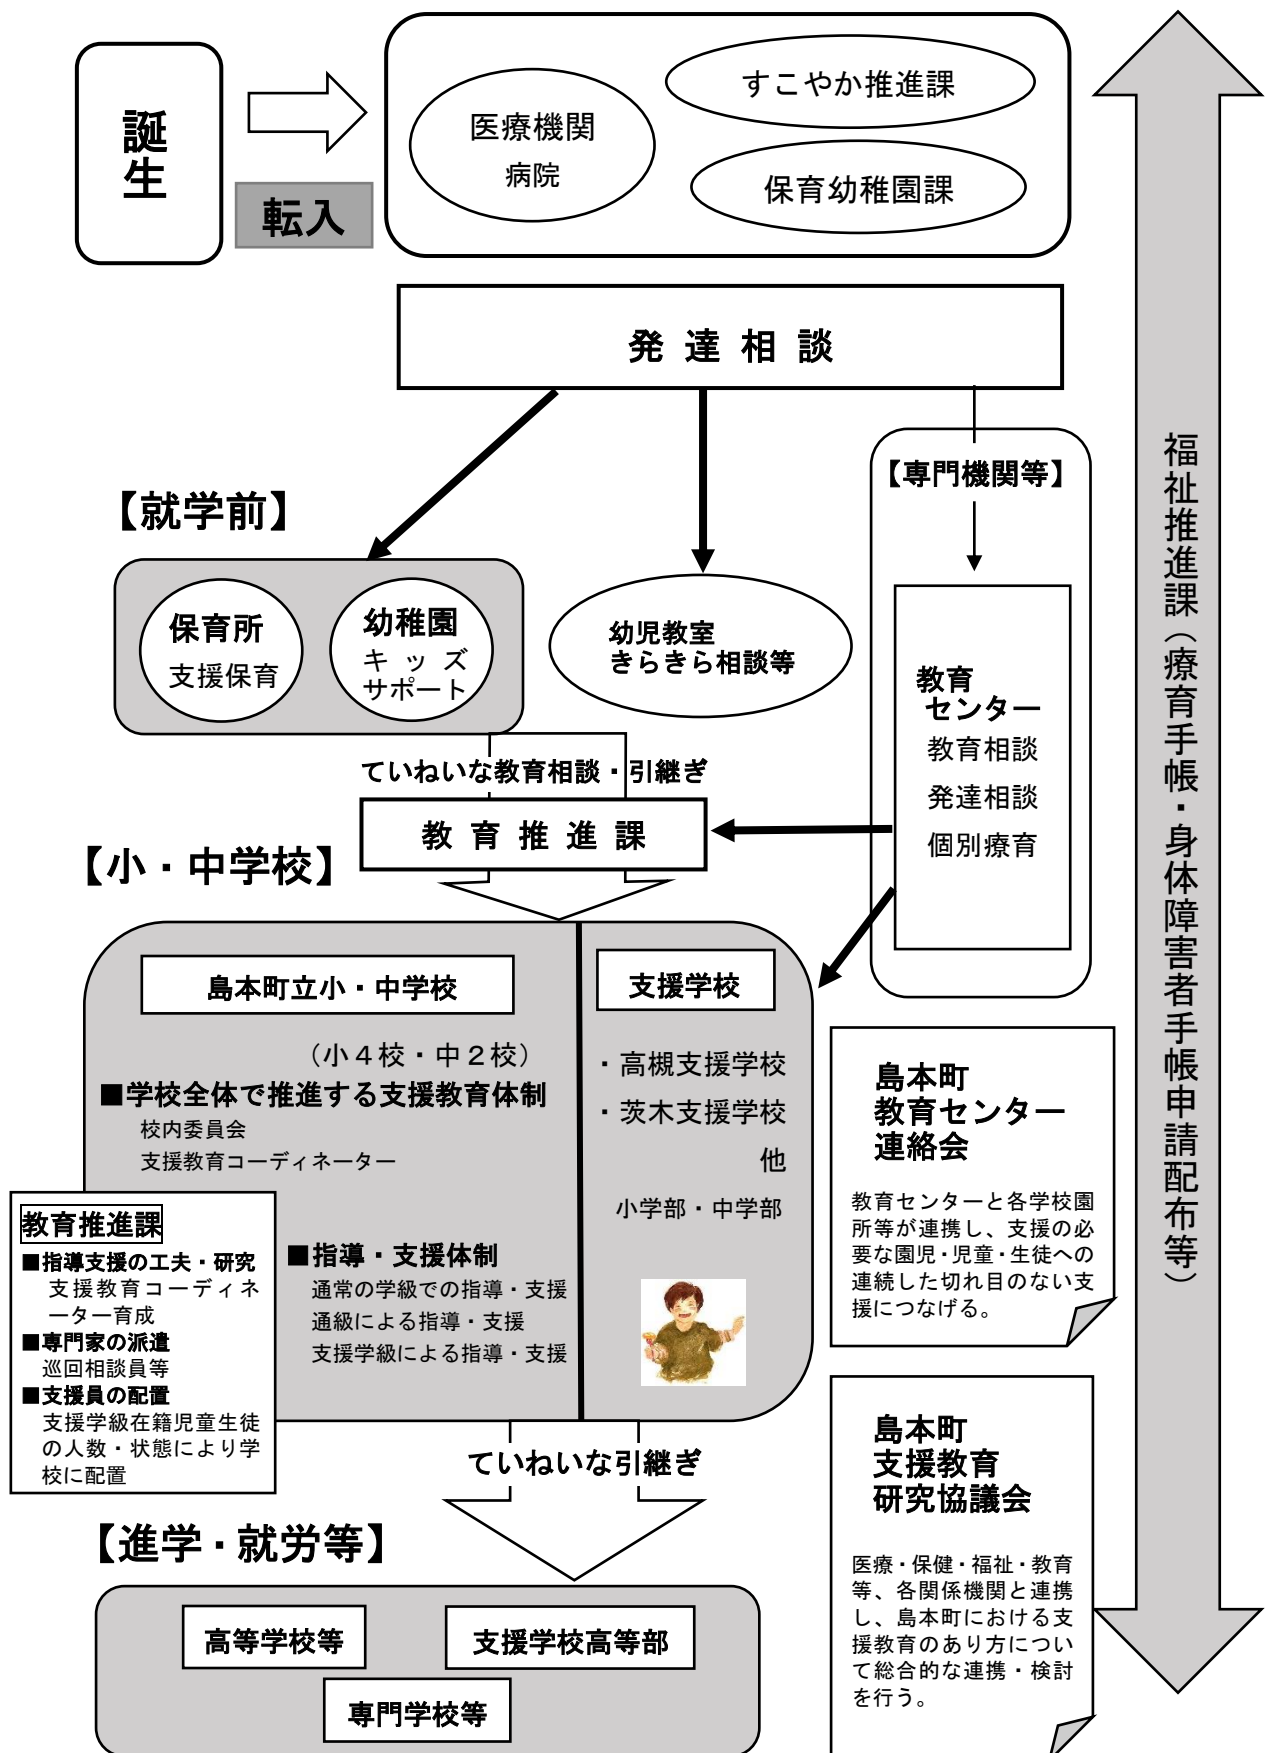 誕生
転入
医療機関
病院
すこやか推進課
保育幼稚園課
発達相談
【就学前】
保育所
支援保育
幼稚園
キッズ
サポート
幼児教室
きらきら相談等
【専門機関等】
教育
センター
教育相談
発達相談
個別療育
ていねいな教育相談・引継ぎ
教育推進課
【小・中学校】
島本町立小・中学校
(小４校・中２校)
■学校全体で推進する支援教育体制
校内委員会
支援教育コーディネーター
■指導・支援体制
通常の学級での指導・支援
通級による指導・支援
支援学級による指導・支援
支援学校
・高槻支援学校
・茨木支援学校
他
小学部・中学部
教育推進課
■指導支援の工夫・研究
支援教育コーディネ
ーター育成
■専門家の派遣
巡回相談員等
■支援員の配置
支援学級在籍児童生徒
の人数・状態により学
校に配置
ていねいな引継ぎ
【進学・就労等】
高等学校等
支援学校高等部
専門学校等
島本町
教育センター
連絡会
教育センターと各学校園
所等が連携し、支援の必
要な園児・児童・生徒への
連続した切れ目のない支
援につなげる。
島本町
支援教育
研究協議会
医療・保健・福祉・教育
等、各関係機関と連携
し、島本町における支
援教育のあり方につい
て総合的な連携・検討
を行う。
福祉推進課（療育手帳・身体障害者手帳申請配布等）